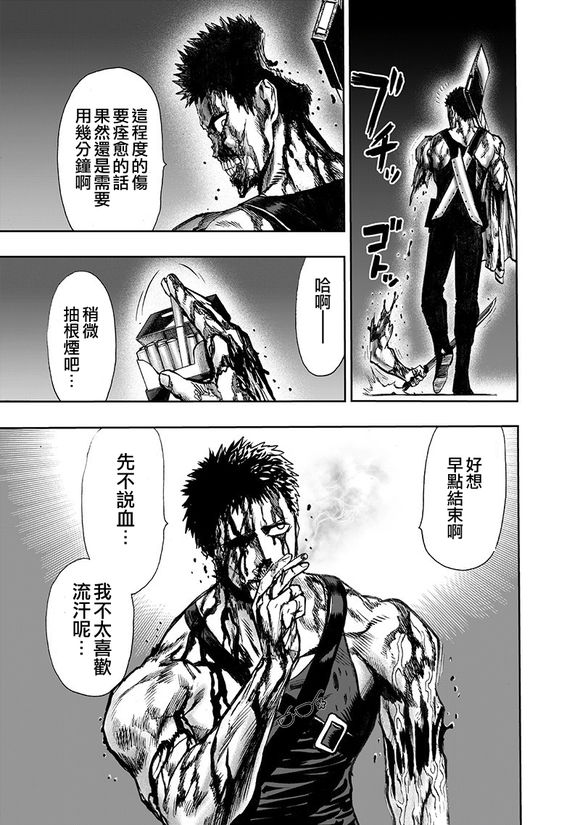 ブチッ
ゴトッ
這程度的傷
要痊愈的話
果然還是需要
用幾分鐘啊
哈啊──
稍微
抽根煙吧…
好想
早點結束啊
先不説血…
我不太喜歡
流汗呢…